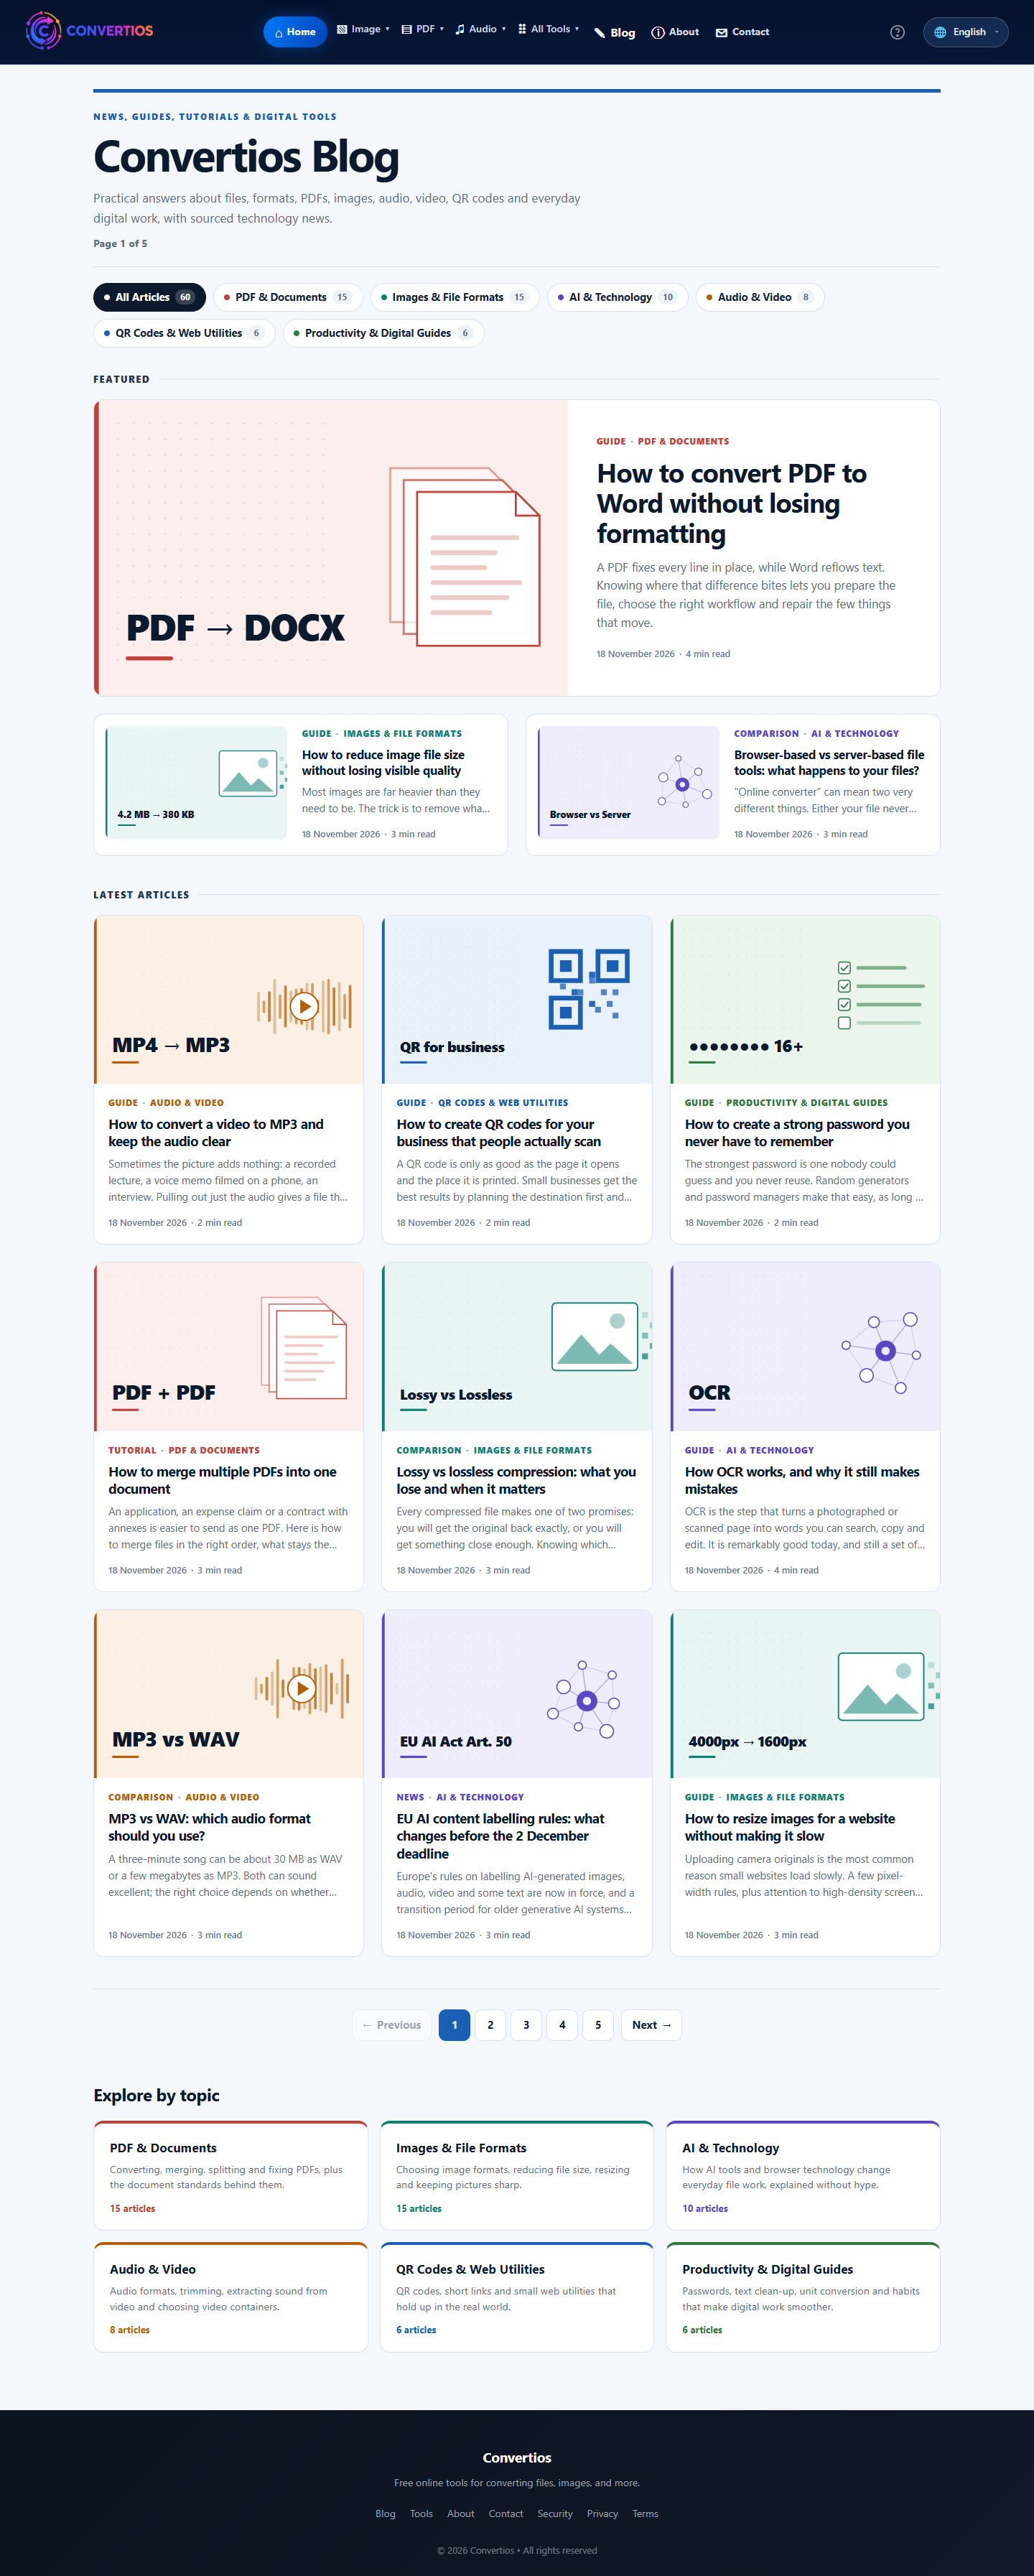 CONVERTIOS
Home
Image
PDF
Audio
All Tools
Blog
About
Contact
English
NEWS, GUIDES, TUTORIALS & DIGITAL TOOLS
Convertios Blog
Practical answers about files, formats, PDFs, images, audio, video, QR codes and everyday
digital work, with sourced technology news.
Page 1 of 5
All Articles 60
PDF & Documents 15
Images & File Formats 15
AI & Technology 10
Audio & Video 8
QR Codes & Web Utilities 6
Productivity & Digital Guides 6
FEATURED
PDF → DOCX
GUIDE · PDF & DOCUMENTS
How to convert PDF to
Word without losing
formatting
A PDF fixes every line in place, while Word reflows text.
Knowing where that difference bites lets you prepare the
file, choose the right workflow and repair the few things
that move.
18 November 2026 · 4 min read
4.2 MB → 380 KB
GUIDE · IMAGES & FILE FORMATS
How to reduce image file size
without losing visible quality
Most images are far heavier than they
need to be. The trick is to remove wha...
18 November 2026 · 3 min read
Browser vs Server
COMPARISON · AI & TECHNOLOGY
Browser-based vs server-based file
tools: what happens to your files?
"Online converter" can mean two very
different things. Either your file never...
18 November 2026 · 3 min read
LATEST ARTICLES
MP4 → MP3
GUIDE · AUDIO & VIDEO
How to convert a video to MP3 and
keep the audio clear
Sometimes the picture adds nothing: a recorded
lecture, a voice memo filmed on a phone, an
interview. Pulling out just the audio gives a file th...
18 November 2026 · 2 min read
QR for business
GUIDE · QR CODES & WEB UTILITIES
How to create QR codes for your
business that people actually scan
A QR code is only as good as the page it opens
and the place it is printed. Small businesses get the
best results by planning the destination first and...
18 November 2026 · 2 min read
●●●●●●●● 16+
GUIDE · PRODUCTIVITY & DIGITAL GUIDES
How to create a strong password you
never have to remember
The strongest password is one nobody could
guess and you never reuse. Random generators
and password managers make that easy, as long ...
18 November 2026 · 2 min read
PDF + PDF
TUTORIAL · PDF & DOCUMENTS
How to merge multiple PDFs into one
document
An application, an expense claim or a contract with
annexes is easier to send as one PDF. Here is how
to merge files in the right order, what stays the...
18 November 2026 · 3 min read
Lossy vs Lossless
COMPARISON · IMAGES & FILE FORMATS
Lossy vs lossless compression: what you
lose and when it matters
Every compressed file makes one of two promises:
you will get the original back exactly, or you will
get something close enough. Knowing which...
18 November 2026 · 3 min read
OCR
GUIDE · AI & TECHNOLOGY
How OCR works, and why it still makes
mistakes
OCR is the step that turns a photographed or
scanned page into words you can search, copy and
edit. It is remarkably good today, and still a set of...
18 November 2026 · 4 min read
MP3 vs WAV
COMPARISON · AUDIO & VIDEO
MP3 vs WAV: which audio format
should you use?
A three-minute song can be about 30 MB as WAV
or a few megabytes as MP3. Both can sound
excellent; the right choice depends on whether...
18 November 2026 · 3 min read
EU AI Act Art. 50
NEWS · AI & TECHNOLOGY
EU AI content labelling rules: what
changes before the 2 December
deadline
Europe's rules on labelling AI-generated images,
audio, video and some text are now in force, and a
transition period for older generative AI systems...
18 November 2026 · 3 min read
4000px → 1600px
GUIDE · IMAGES & FILE FORMATS
How to resize images for a website
without making it slow
Uploading camera originals is the most common
reason small websites load slowly. A few pixel-
width rules, plus attention to high-density screen...
18 November 2026 · 3 min read
← Previous
1
2
3
4
5
Next →
Explore by topic
PDF & Documents
Converting, merging, splitting and fixing PDFs, plus
the document standards behind them.
15 articles
Images & File Formats
Choosing image formats, reducing file size, resizing
and keeping pictures sharp.
15 articles
AI & Technology
How AI tools and browser technology change
everyday file work, explained without hype.
10 articles
Audio & Video
Audio formats, trimming, extracting sound from
video and choosing video containers.
8 articles
QR Codes & Web Utilities
QR codes, short links and small web utilities that
hold up in the real world.
6 articles
Productivity & Digital Guides
Passwords, text clean-up, unit conversion and habits
that make digital work smoother.
6 articles
Convertios
Free online tools for converting files, images, and more.
Blog
Tools
About
Contact
Security
Privacy
Terms
© 2026 Convertios • All rights reserved